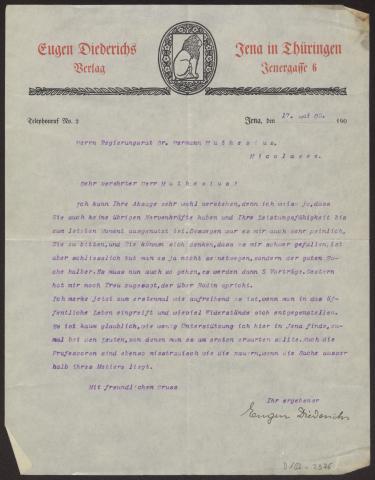 Eugen Diederichs
Verlag
Jena in Thüringen
Jenergasse 6
Telephonruf No. 2
Jena, den 17. Mai 190
Herrn Regierungsrat Dr. Hermann Muthesius,
Nicolassee.
Sehr verehrter Herr Muthesius!
Ich kann Ihre Absage sehr wohl verstehen, denn ich weiss ja, dass
Sie auch keine übrigen Nervenkräfte haben und Ihre Leistungsfähigkeit bis
zum letzten Moment ausgenutzt ist. Deswegen war es mir auch sehr peinlich,
Sie zu bitten, und Sie können sich denken, dass es mir schwer gefallen, ist
aber schliesslich tut man es ja nicht seinetwegen, sondern der guten Sa-
che halber. Es muss nun auch so gehen, es werden dann 5 Vorträge. Gestern
hat mir noch Treu zugesagt, der über Rodin spricht.
Ich merke jetzt zum erstenmal wie aufreibend es ist, wenn man in das öf-
fentliche Leben eingreift und wieviel Widerstände sich entgegenstellen.
Es ist kaum glaublich, wie wenig Unterstützung ich hier in Jena finde, zu-
mal bei den Leuten, von denen man es am ersten erwarten sollte. Auch die
Professoren sind ebenso misstrauisch wie die Bauern, wenn die Sache ausser
halb ihres Metiers liegt.
Mit freundlichem Gruss
Ihr ergebener
Eugen Diederichs
D 102-2376